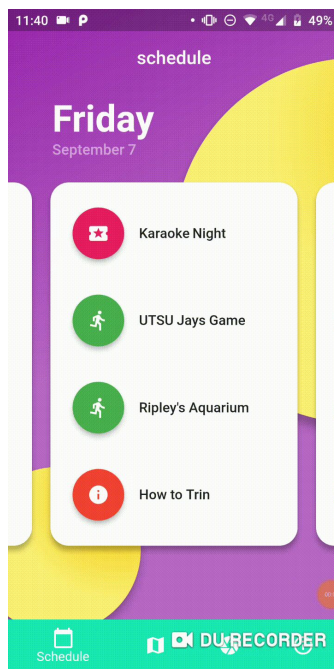 11:40 4G 49%
schedule
Friday
September 7
Karaoke Night
UTSU Jays Game
Ripley's Aquarium
How to Trin
Schedule
DU RECORDER